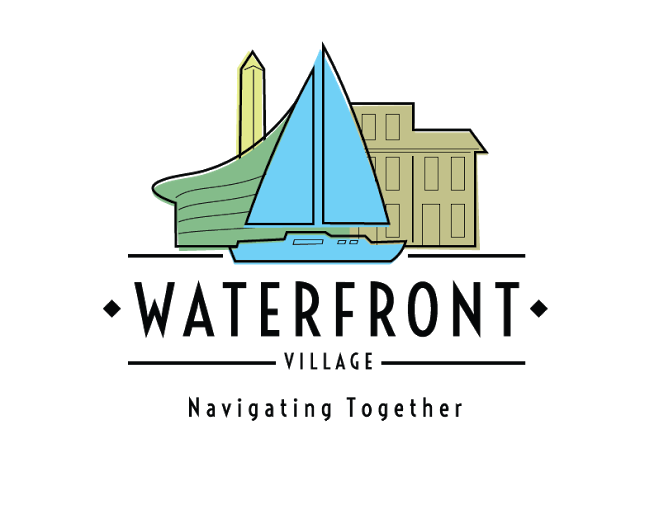 WATERFRONT
VILLAGE
Navigating Together